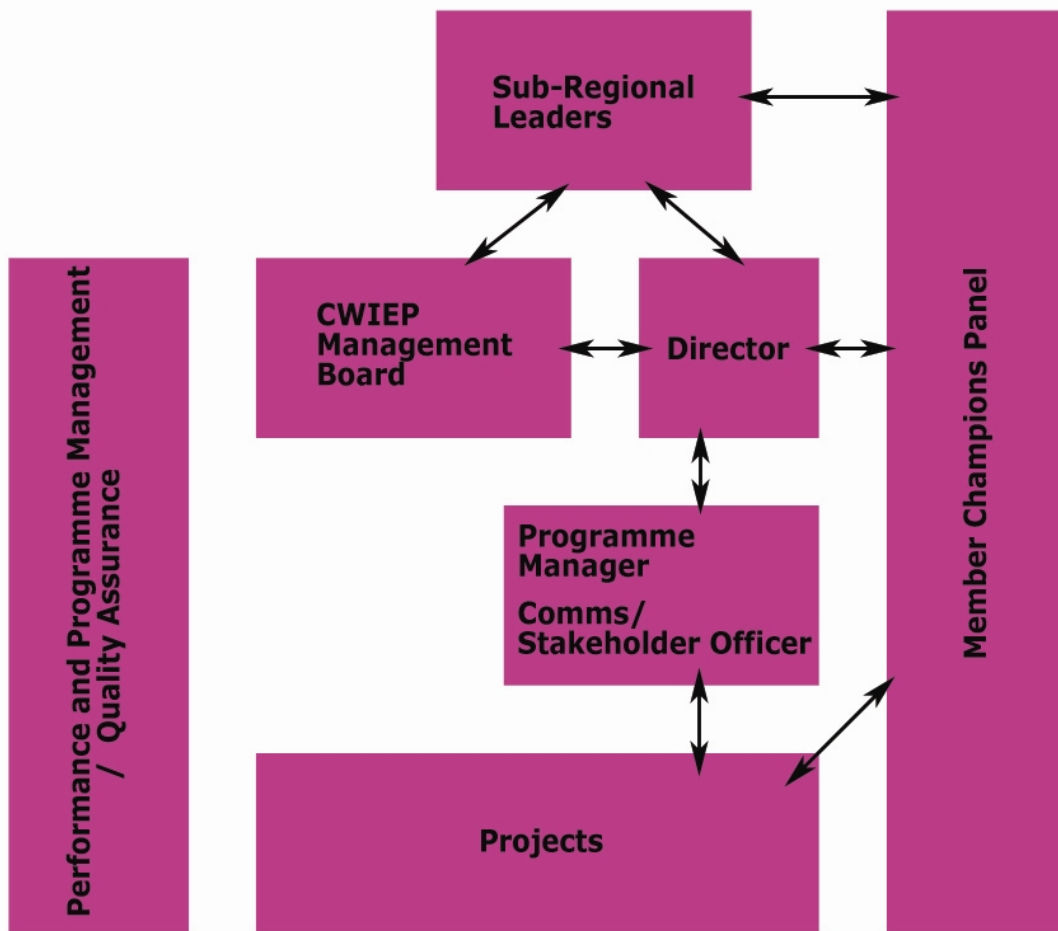 Sub-Regional
Leaders
CWIEP
Management
Board
Director
Programme
Manager
Comms/
Stakeholder Officer
Projects
Performance and Programme Management
/ Quality Assurance
Member Champions Panel